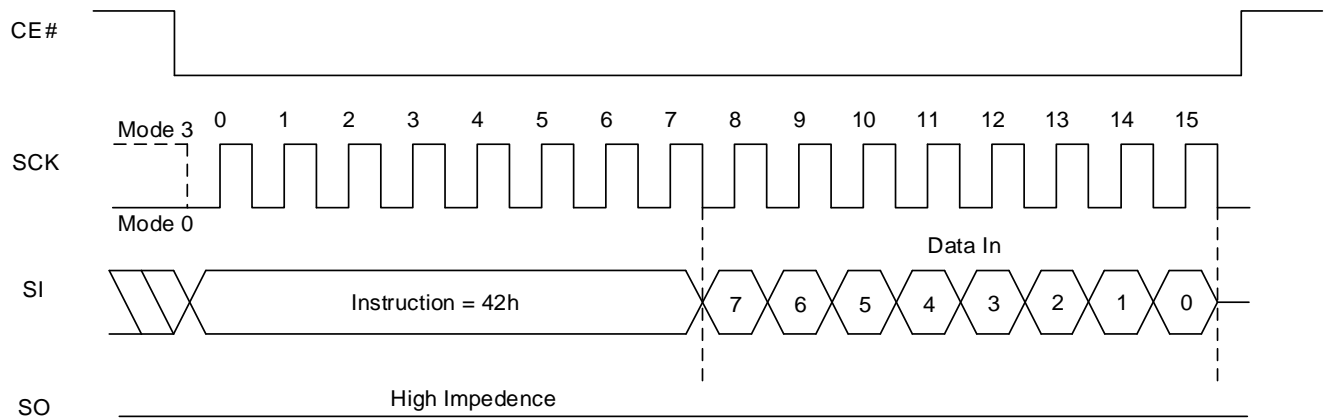 CE#
0 1 2 3 4 5 6 7 8 9 10 11 12 13 14 15
Mode 3
SCK
Mode 0
Data In
SI
Instruction = 42h
7 6 5 4 3 2 1 0
High Impedence
SO